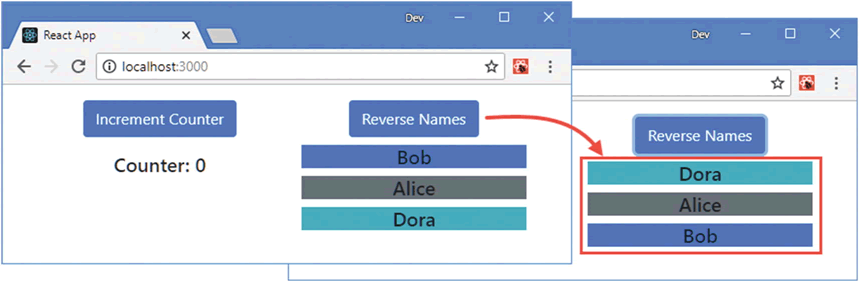 Dev
React App
localhost:3000
Increment Counter
Counter: 0
Reverse Names
Bob
Alice
Dora
Dev
Reverse Names
Dora
Alice
Bob